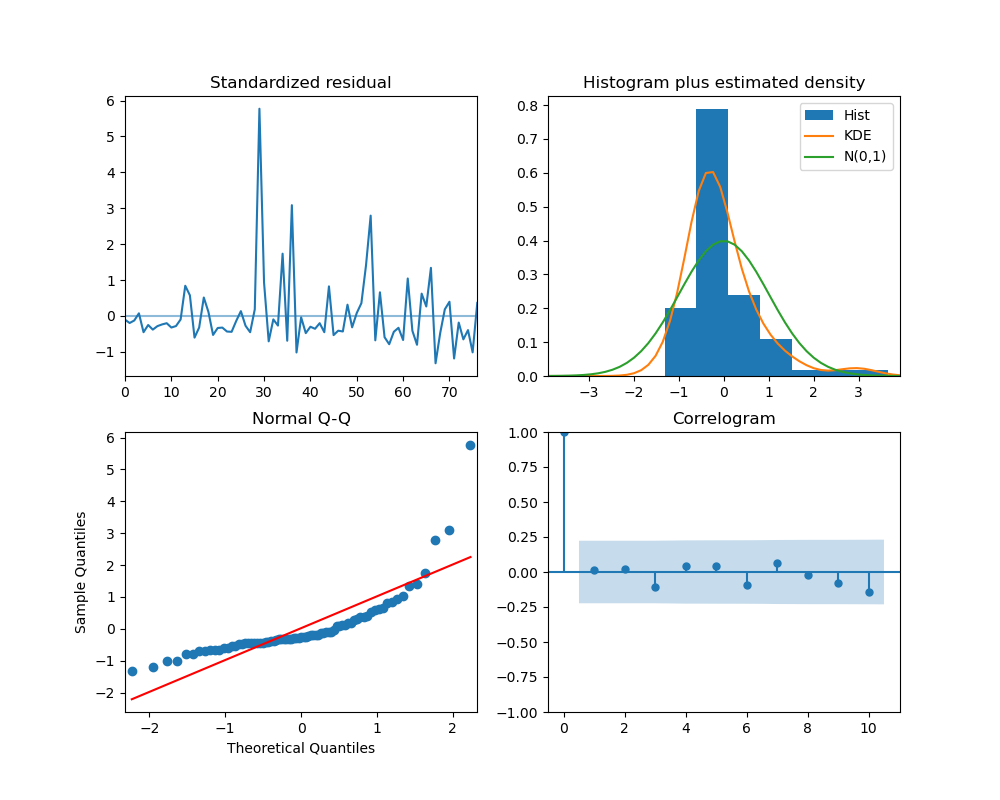 Standardized residual
6
5
4
3
2
1
0
−1
0 10 20 30 40 50 60 70
Histogram plus estimated density
0.8
0.7
0.6
0.5
0.4
0.3
0.2
0.1
0.0
−3 −2 −1 0 1 2 3
Hist
KDE
N(0,1)
Normal Q-Q
Sample Quantiles
6
5
4
3
2
1
0
−1
−2
−2 −1 0 1 2
Theoretical Quantiles
Correlogram
1.00
0.75
0.50
0.25
0.00
−0.25
−0.50
−0.75
−1.00
0 2 4 6 8 10